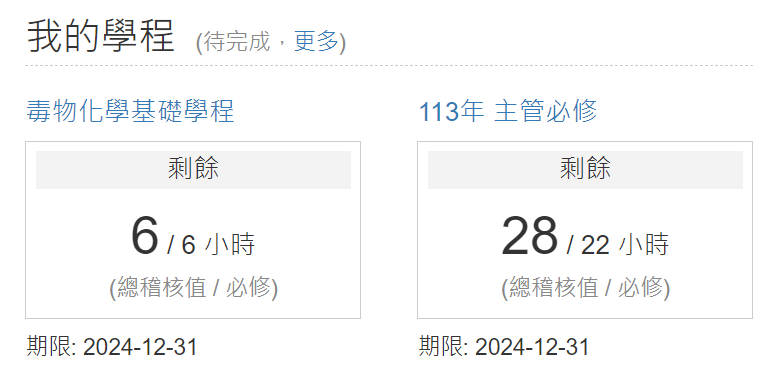 我的學程 (待完成，更多)
毒物化學基礎學程
剩餘
6 / 6 小時
(總稽核值 / 必修)
期限: 2024-12-31
113年 主管必修
剩餘
28 / 22 小時
(總稽核值 / 必修)
期限: 2024-12-31